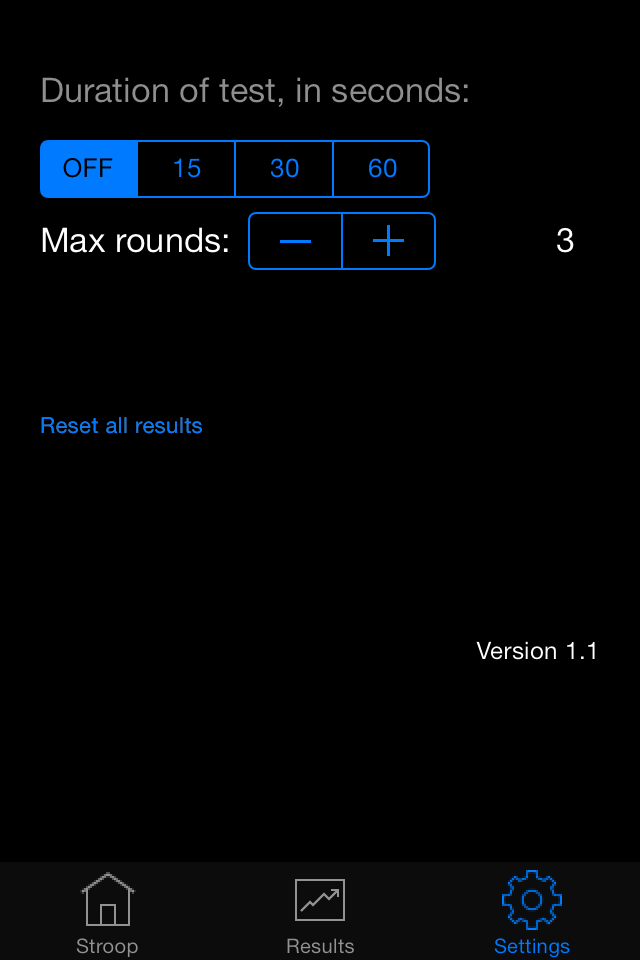 Duration of test, in seconds:
OFF 15 30 60
Max rounds: 3
Reset all results
Version 1.1
Stroop Results Settings